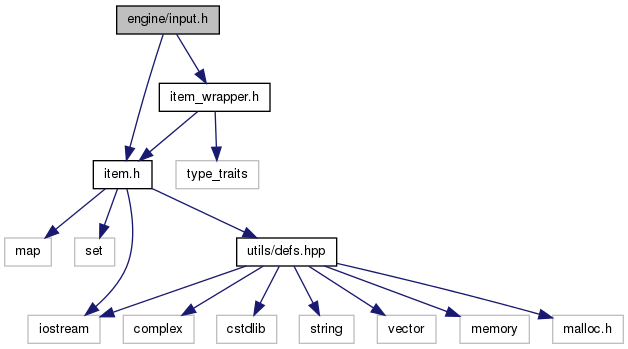 engine/input.h
item_wrapper.h
item.h
type_traits
map
set
utils/defs.hpp
iostream
complex
cstdlib
string
vector
memory
malloc.h